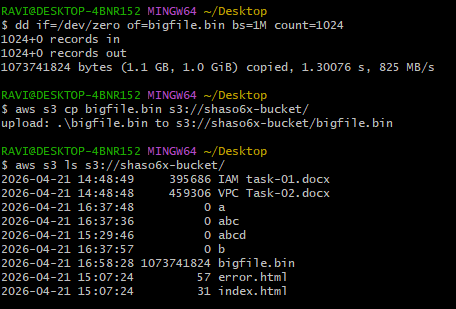 RAVI@DESKTOP-4BNR152 MINGW64 ~/Desktop
$ dd if=/dev/zero of=bigfile.bin bs=1M count=1024
1024+0 records in
1024+0 records out
1073741824 bytes (1.1 GB, 1.0 GiB) copied, 1.30076 s, 825 MB/s

RAVI@DESKTOP-4BNR152 MINGW64 ~/Desktop
$ aws s3 cp bigfile.bin s3://shaso6x-bucket/
upload: .\bigfile.bin to s3://shaso6x-bucket/bigfile.bin

RAVI@DESKTOP-4BNR152 MINGW64 ~/Desktop
$ aws s3 ls s3://shaso6x-bucket/
2026-04-21 14:48:49     395686 IAM task-01.docx
2026-04-21 14:48:48     459306 VPC Task-02.docx
2026-04-21 16:37:48          0 a
2026-04-21 16:37:36          0 abc
2026-04-21 15:29:46          0 abcd
2026-04-21 16:37:57          0 b
2026-04-21 16:58:28 1073741824 bigfile.bin
2026-04-21 15:07:24         57 error.html
2026-04-21 15:07:24         31 index.html